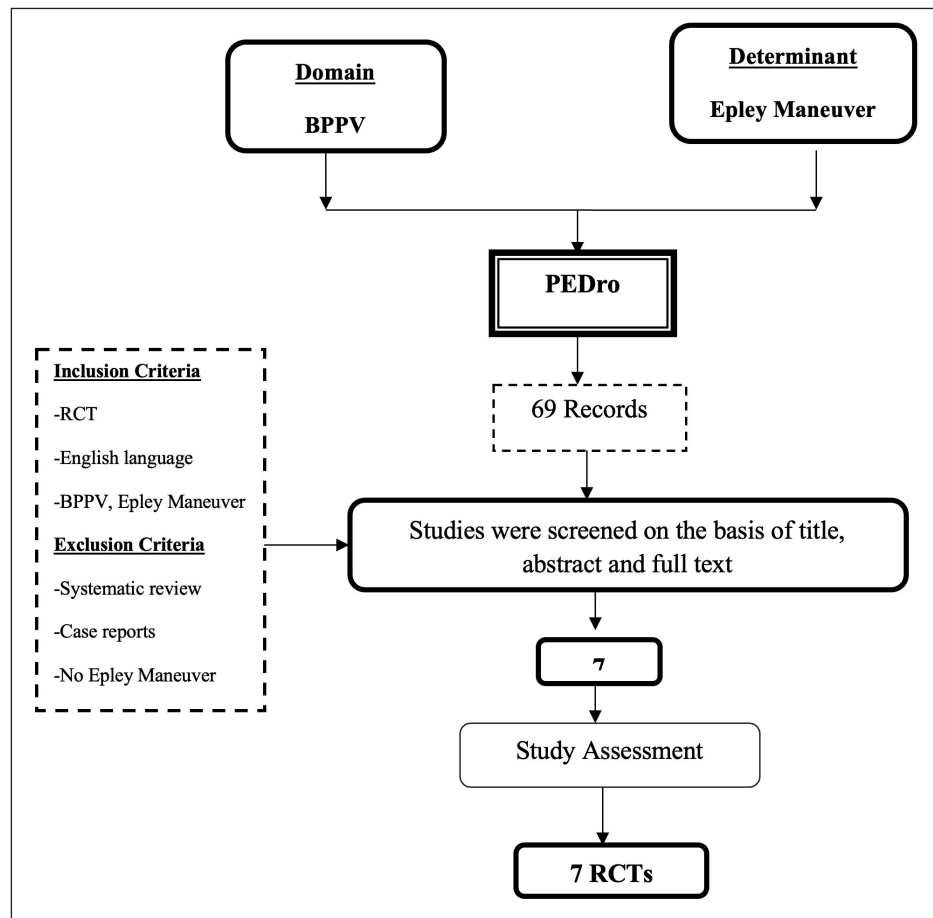 Domain
BPPV
Determinant
Epley Maneuver
PEDro
69 Records
Inclusion Criteria
-RCT
-English language
-BPPV, Epley Maneuver
Exclusion Criteria
-Systematic review
-Case reports
-No Epley Maneuver
Studies were screened on the basis of title,
abstract and full text
7
Study Assessment
7 RCTs